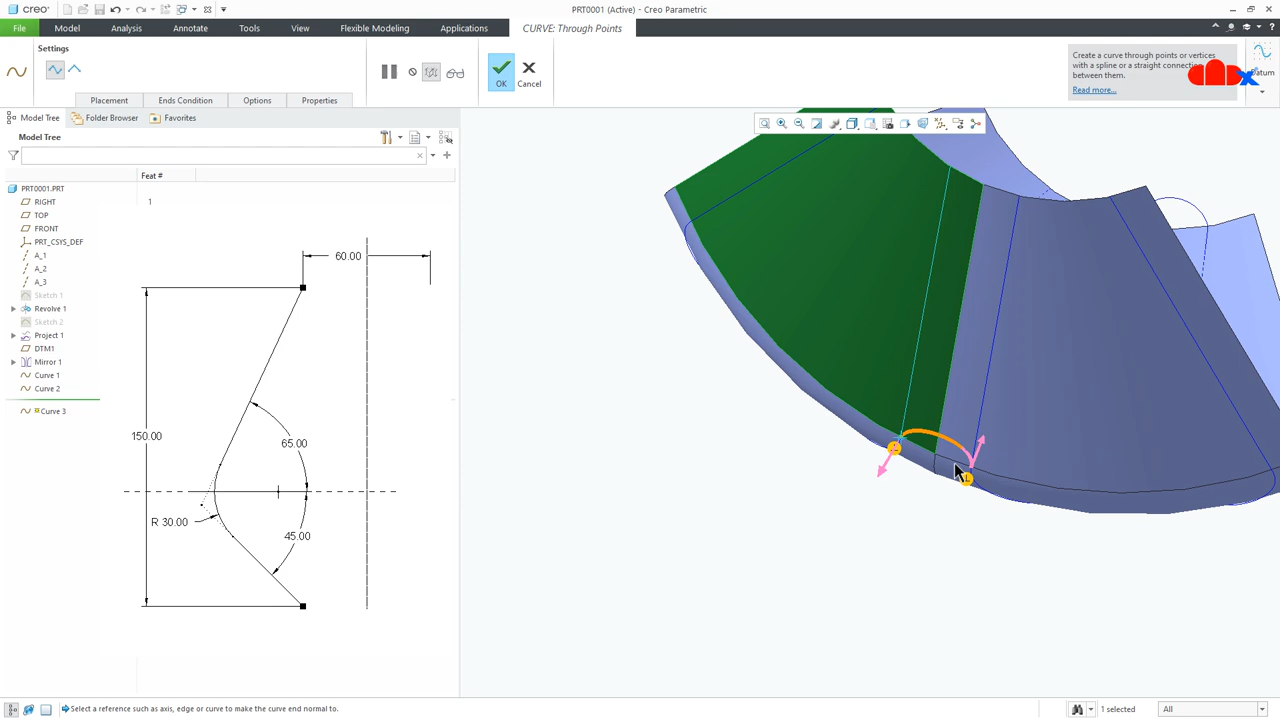 creo
PRT0001 (Active) - Creo Parametric
File Model Analysis Annotate Tools View Flexible Modeling Applications CURVE: Through Points
Settings
OK Cancel
Create a curve through points or vertices
with a spline or a straight connection
between them.
Read more...
Datum
Placement Ends Condition Options Properties
Model Tree Folder Browser Favorites
Model Tree
Feat #
PRT0001.PRT
RIGHT 1
TOP
FRONT
PRT_CSYS_DEF
A_1
A_2
A_3
Sketch 1
Revolve 1
Sketch 2
Project 1
DTM1
Mirror 1
Curve 1
Curve 2
Curve 3
60.00
150.00
65.00
R 30.00
45.00
Select a reference such as axis, edge or curve to make the curve end normal to.
1 selected
All